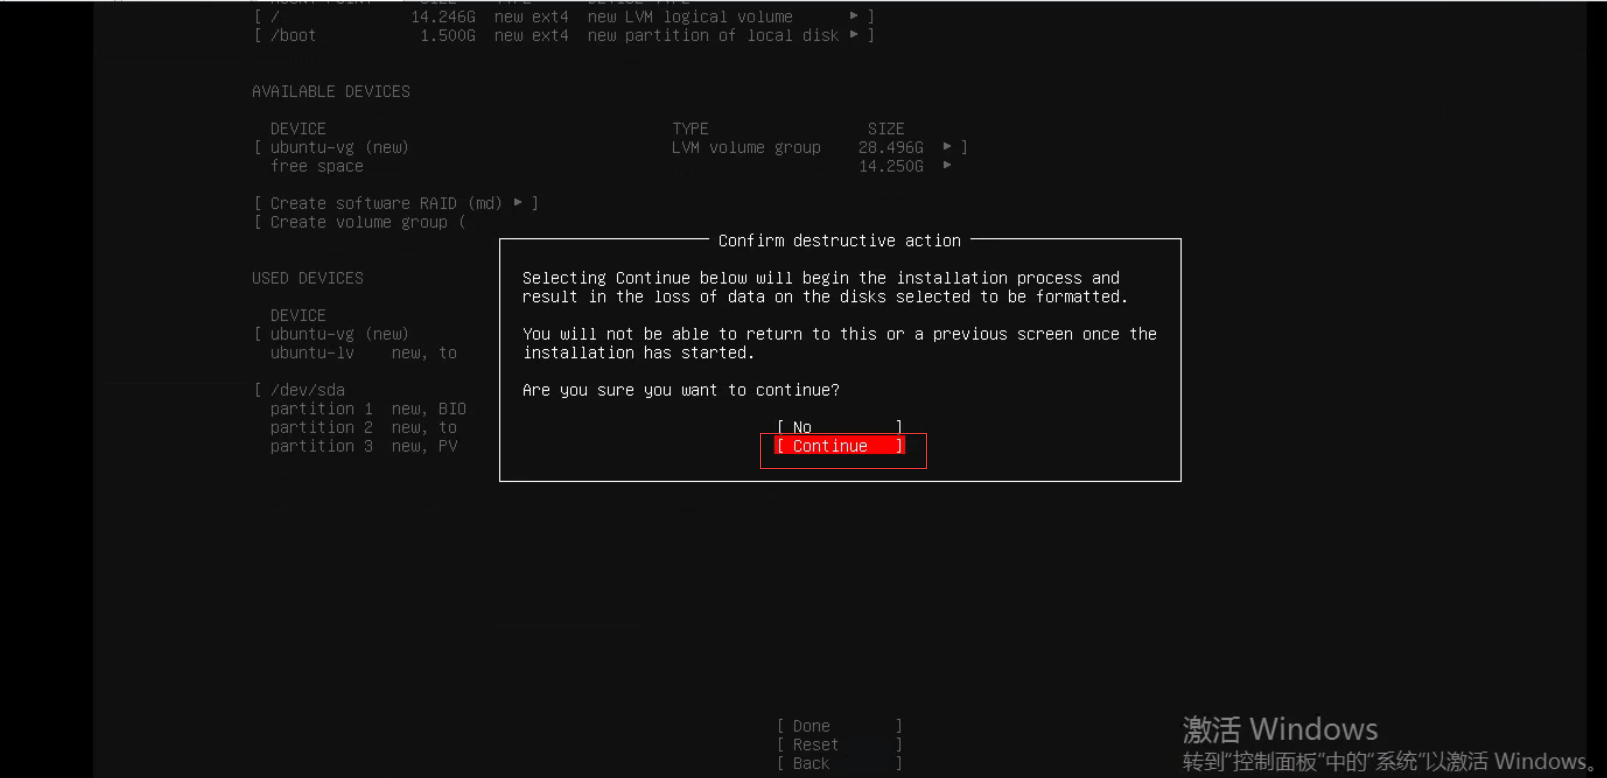 [ / 14.246G new ext4 new LVM logical volume ▸ ]
[ /boot 1.500G new ext4 new partition of local disk ▸ ]
AVAILABLE DEVICES
DEVICE TYPE SIZE
[ ubuntu-vg (new) LVM volume group 28.496G ▸ ]
free space 14.250G ▸
[ Create software RAID (md) ▸ ]
[ Create volume group (
Confirm destructive action
Selecting Continue below will begin the installation process and
result in the loss of data on the disks selected to be formatted.
You will not be able to return to this or a previous screen once the
installation has started.
Are you sure you want to continue?
[ No ]
[ Continue ]
USED DEVICES
DEVICE
[ ubuntu-vg (new)
ubuntu-lv new, to
[ /dev/sda
partition 1 new, BIO
partition 2 new, to
partition 3 new, PV
[ Done ]
[ Reset ]
[ Back ]
激活 Windows
转到"控制面板"中的"系统"以激活 Windows。